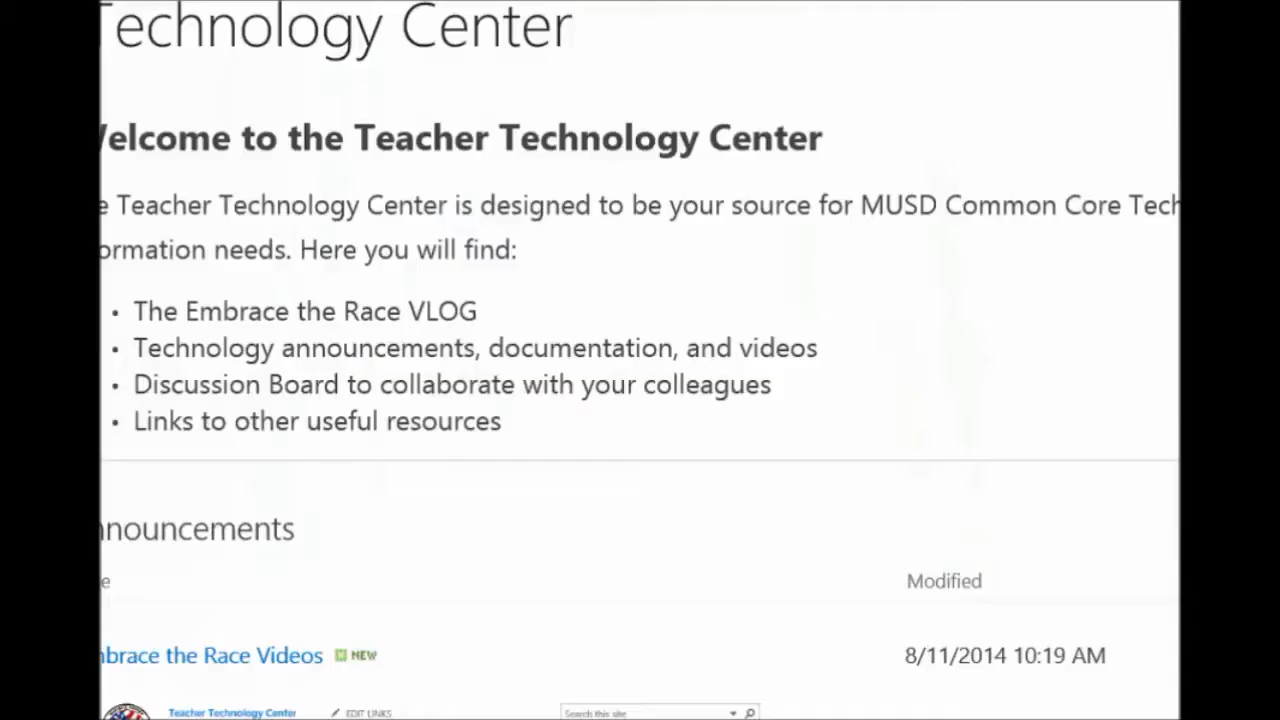 Technology Center
Welcome to the Teacher Technology Center
e Teacher Technology Center is designed to be your source for MUSD Common Core Tech
ormation needs. Here you will find:
• The Embrace the Race VLOG
• Technology announcements, documentation, and videos
• Discussion Board to collaborate with your colleagues
• Links to other useful resources
nnouncements
e Modified
mbrace the Race Videos NEW 8/11/2014 10:19 AM
Teacher Technology Center EDIT LINKS Search this site